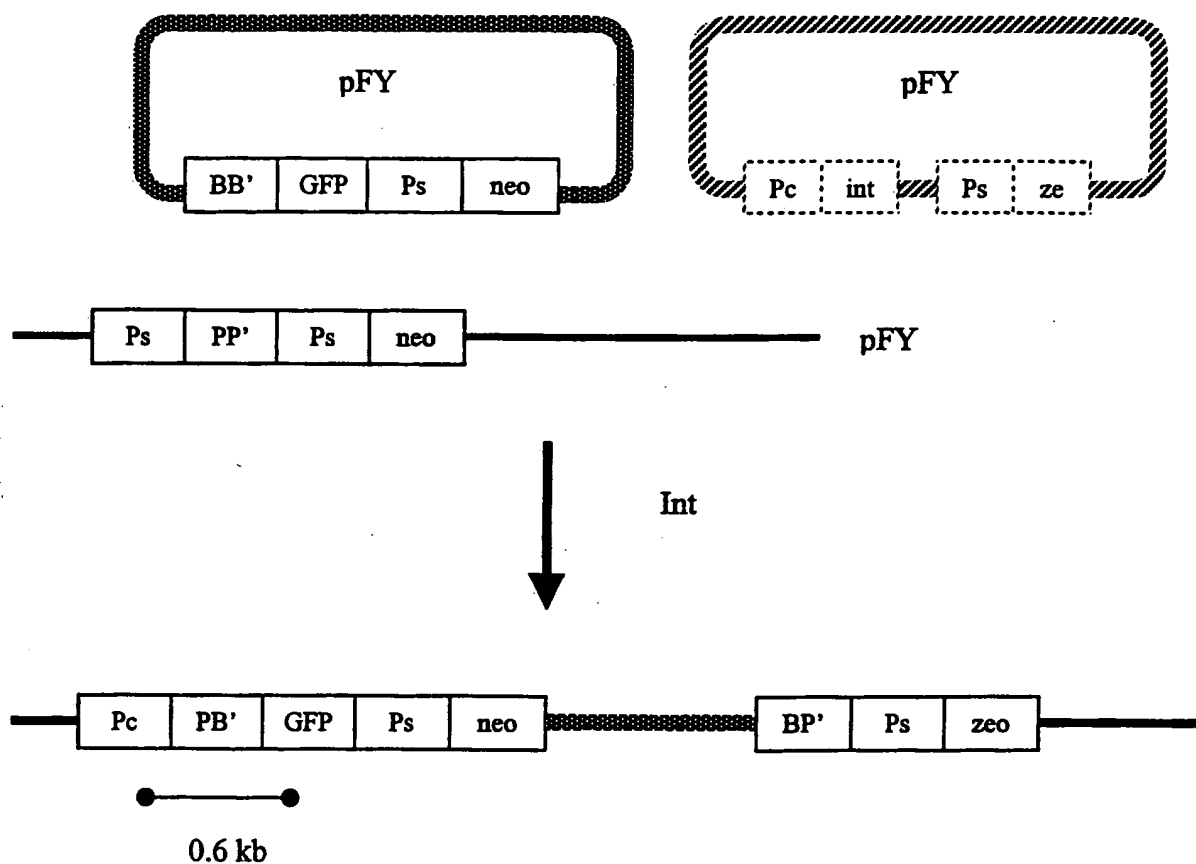 pFY pFY
BB' GFP Ps neo Pc int Ps ze
Ps PP' Ps neo pFY
Int
Pc PB' GFP Ps neo BP' Ps zeo
0.6 kb